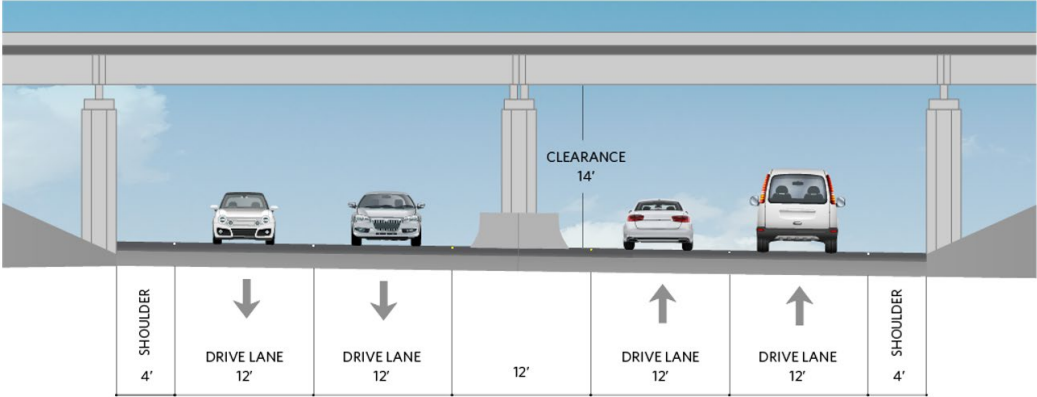 CLEARANCE
14’
SHOULDER
4’
DRIVE LANE
12’
DRIVE LANE
12’
12’
DRIVE LANE
12’
DRIVE LANE
12’
SHOULDER
4’